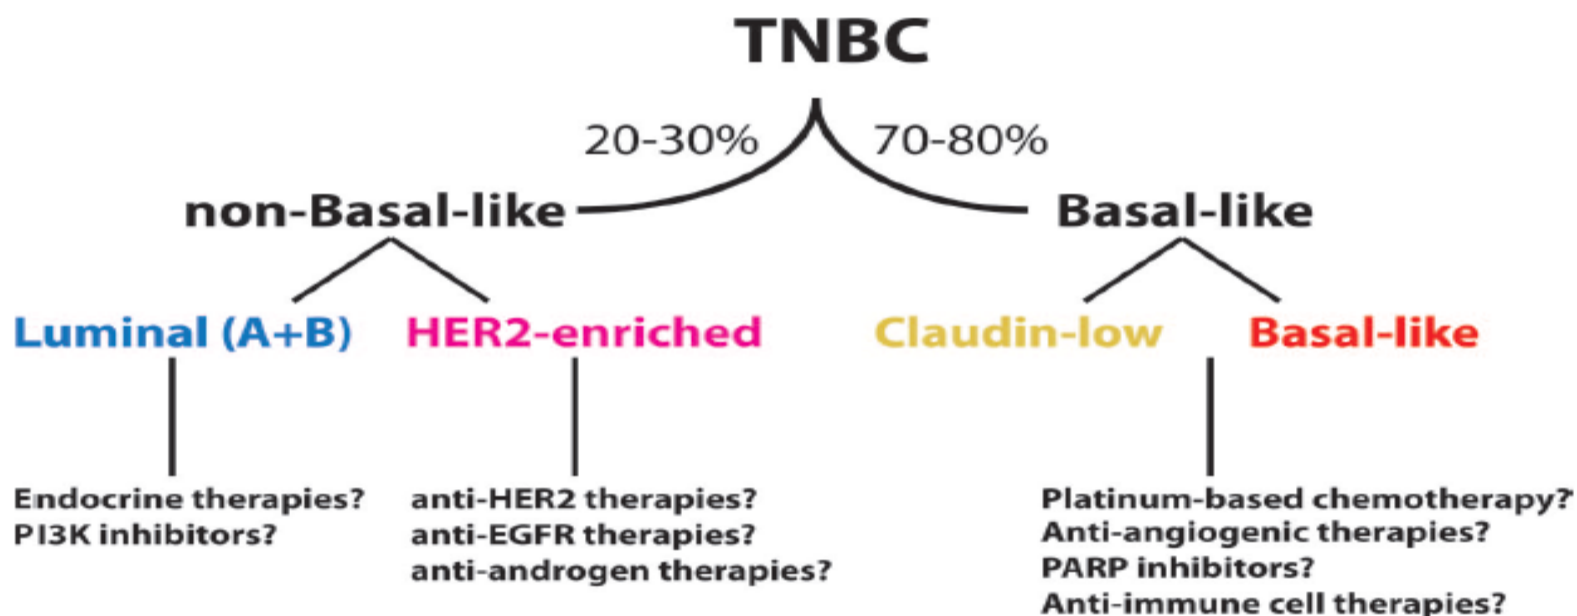 TNBC
20-30% 70-80%
non-Basal-like Basal-like
Luminal (A+B) HER2-enriched Claudin-low Basal-like
Endocrine therapies?
PI3K inhibitors?
anti-HER2 therapies?
anti-EGFR therapies?
anti-androgen therapies?
Platinum-based chemotherapy?
Anti-angiogenic therapies?
PARP inhibitors?
Anti-immune cell therapies?